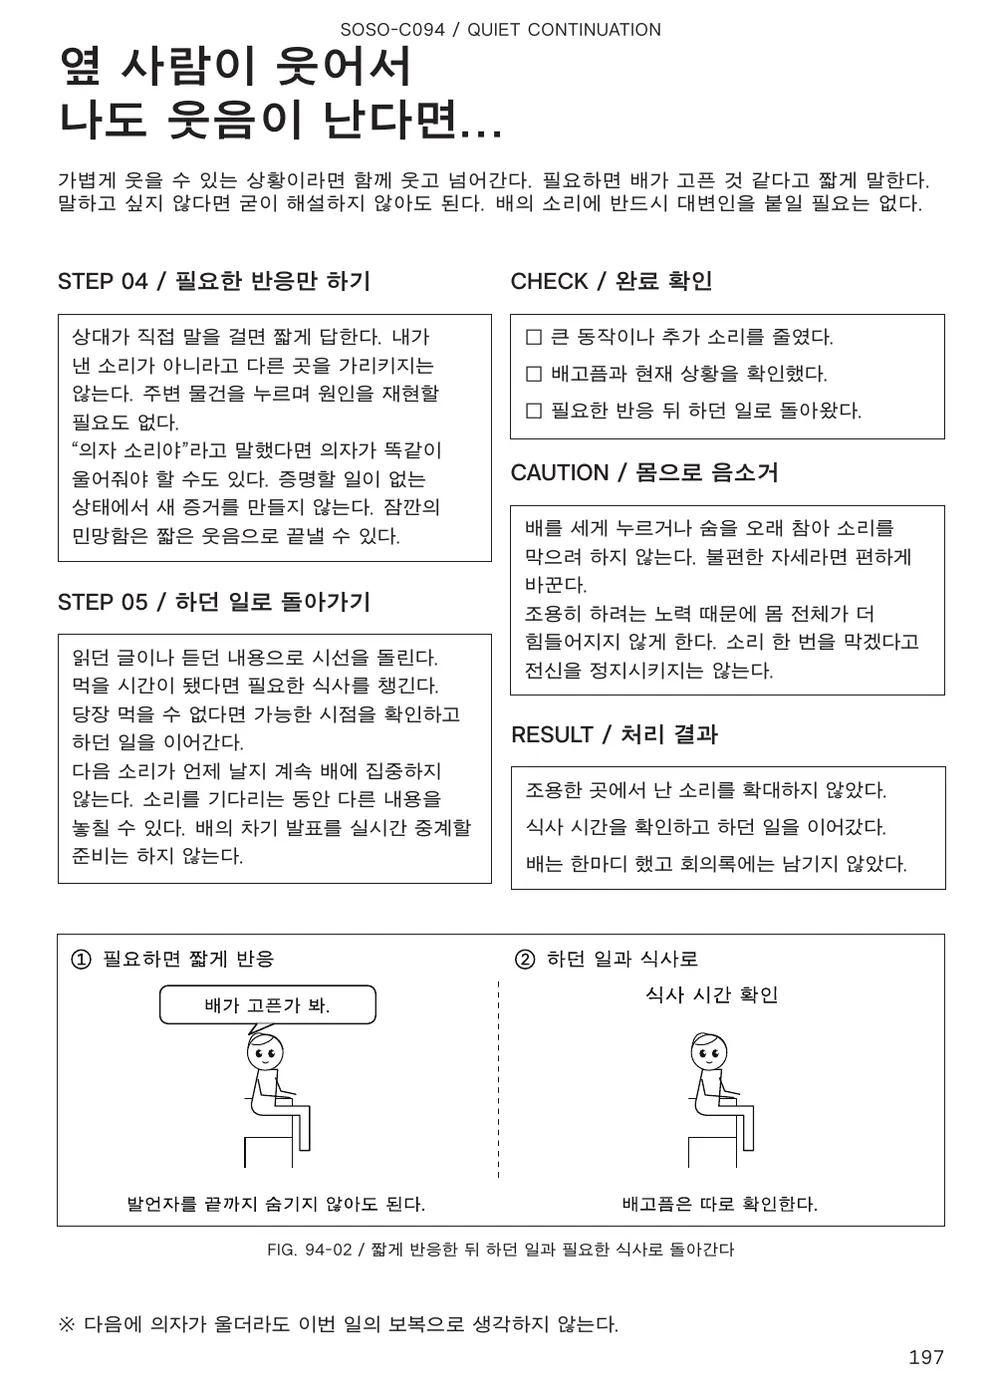 SOSO-C094 / QUIET CONTINUATION
옆 사람이 웃어서
나도 웃음이 난다면...
가볍게 웃을 수 있는 상황이라면 함께 웃고 넘어간다. 필요하면 배가 고픈 것 같다고 짧게 말한다.
말하고 싶지 않다면 굳이 해설하지 않아도 된다. 배의 소리에 반드시 대변인을 붙일 필요는 없다.
STEP 04 / 필요한 반응만 하기
상대가 직접 말을 걸면 짧게 답한다. 내가
낸 소리가 아니라고 다른 곳을 가리키지는
않는다. 주변 물건을 누르며 원인을 재현할
필요도 없다.
“의자 소리야”라고 말했다면 의자가 똑같이
울어줘야 할 수도 있다. 증명할 일이 없는
상태에서 새 증거를 만들지 않는다. 잠깐의
민망함은 짧은 웃음으로 끝낼 수 있다.
STEP 05 / 하던 일로 돌아가기
읽던 글이나 듣던 내용으로 시선을 돌린다.
먹을 시간이 됐다면 필요한 식사를 챙긴다.
당장 먹을 수 없다면 가능한 시점을 확인하고
하던 일을 이어간다.
다음 소리가 언제 날지 계속 배에 집중하지
않는다. 소리를 기다리는 동안 다른 내용을
놓칠 수 있다. 배의 차기 발표를 실시간 중계할
준비는 하지 않는다.
CHECK / 완료 확인
□ 큰 동작이나 추가 소리를 줄였다.
□ 배고픔과 현재 상황을 확인했다.
□ 필요한 반응 뒤 하던 일로 돌아왔다.
CAUTION / 몸으로 음소거
배를 세게 누르거나 숨을 오래 참아 소리를
막으려 하지 않는다. 불편한 자세라면 편하게
바꾼다.
조용히 하려는 노력 때문에 몸 전체가 더
힘들어지지 않게 한다. 소리 한 번을 막겠다고
전신을 정지시키지는 않는다.
RESULT / 처리 결과
조용한 곳에서 난 소리를 확대하지 않았다.
식사 시간을 확인하고 하던 일을 이어갔다.
배는 한마디 했고 회의록에는 남기지 않았다.
① 필요하면 짧게 반응
배가 고픈가 봐.
발언자를 끝까지 숨기지 않아도 된다.
② 하던 일과 식사로
식사 시간 확인
배고픔은 따로 확인한다.
FIG. 94-02 / 짧게 반응한 뒤 하던 일과 필요한 식사로 돌아간다
※ 다음에 의자가 울더라도 이번 일의 보복으로 생각하지 않는다.
197